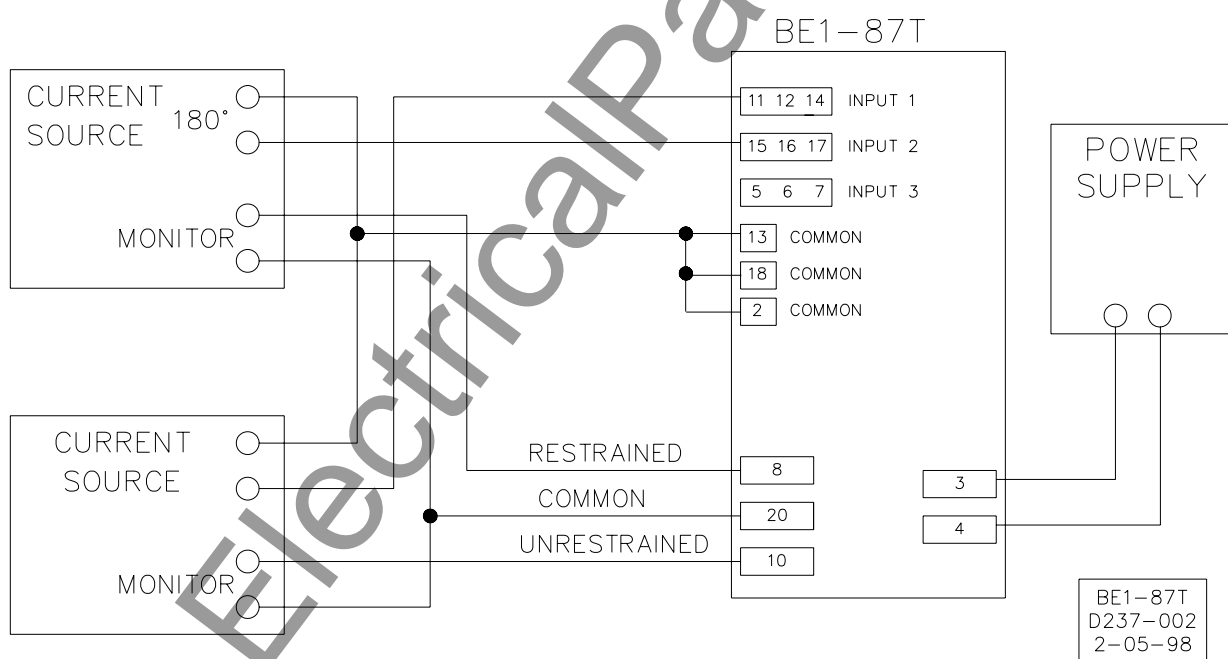 BE1-87T
CURRENT
SOURCE
180°
MONITOR
11 12 14 INPUT 1
15 16 17 INPUT 2
5 6 7 INPUT 3
13 COMMON
18 COMMON
2 COMMON
POWER
SUPPLY
CURRENT
SOURCE
MONITOR
RESTRAINED 8
COMMON 20
UNRESTRAINED 10
3
4
BE1-87T
D237-002
2-05-98
ElectricalPa